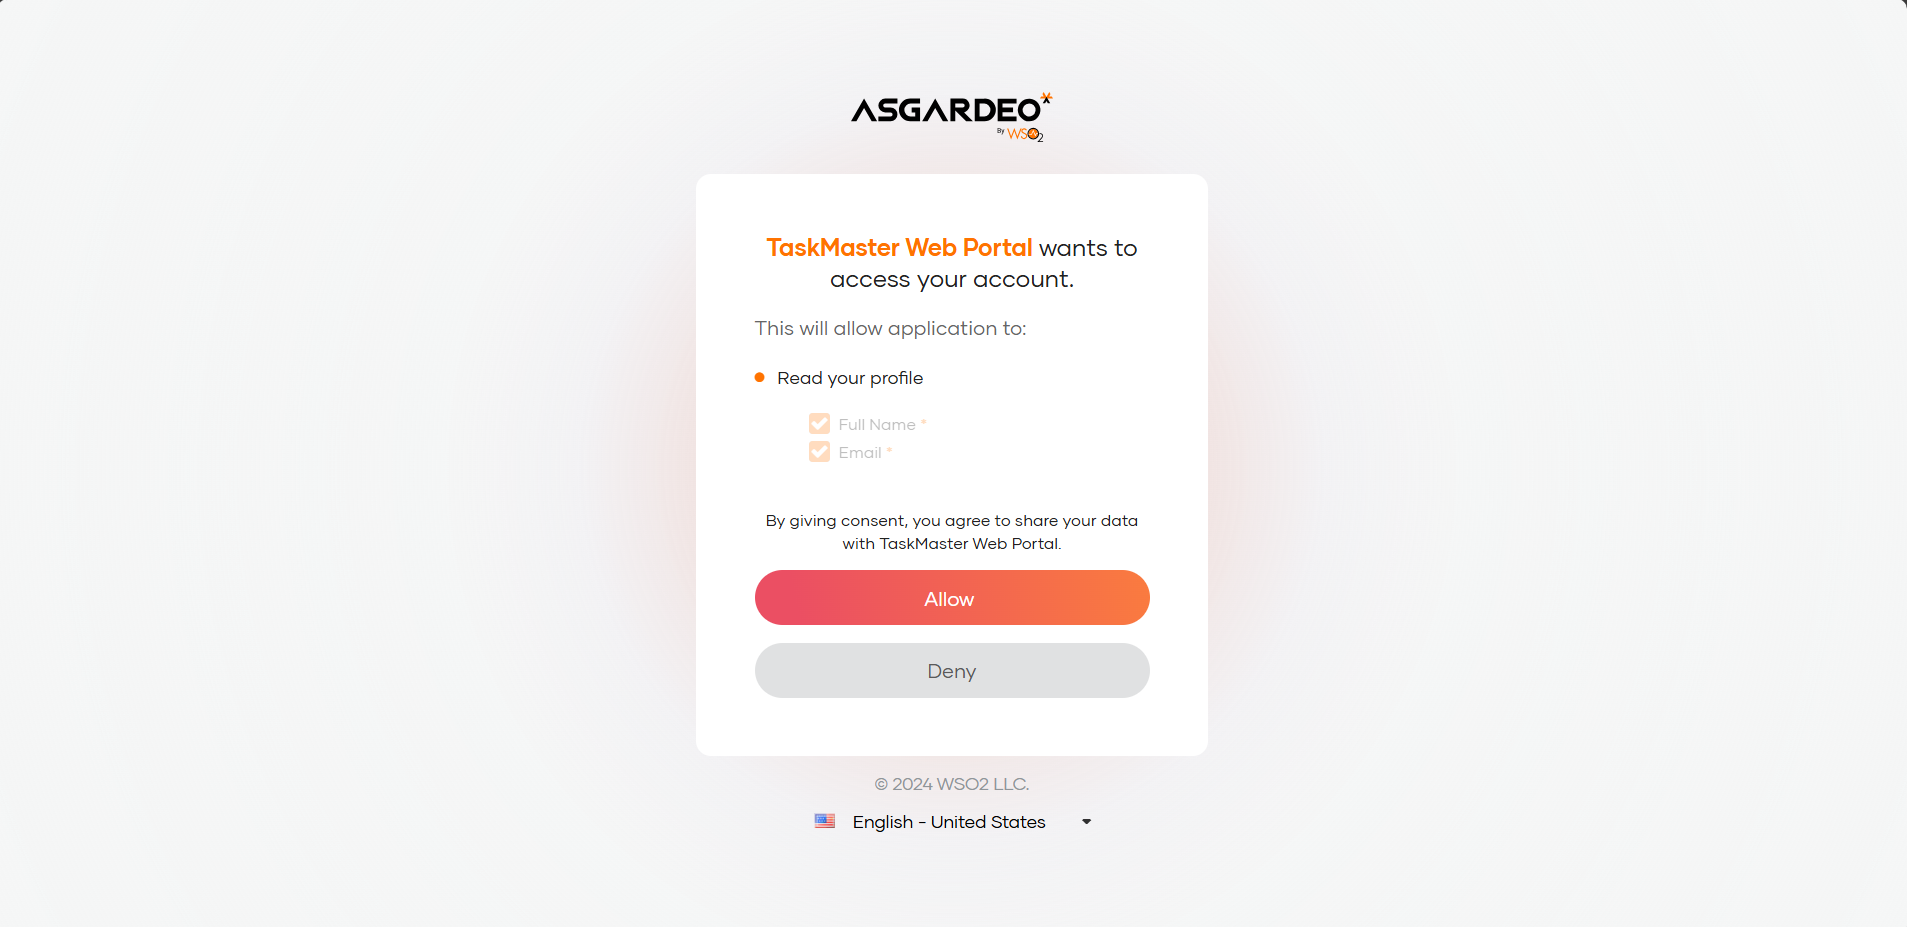 ASGARDEO
By WSO2
TaskMaster Web Portal wants to
access your account.
This will allow application to:
Read your profile
Full Name *
Email *
By giving consent, you agree to share your data
with TaskMaster Web Portal.
Allow
Deny
© 2024 WSO2 LLC.
English - United States